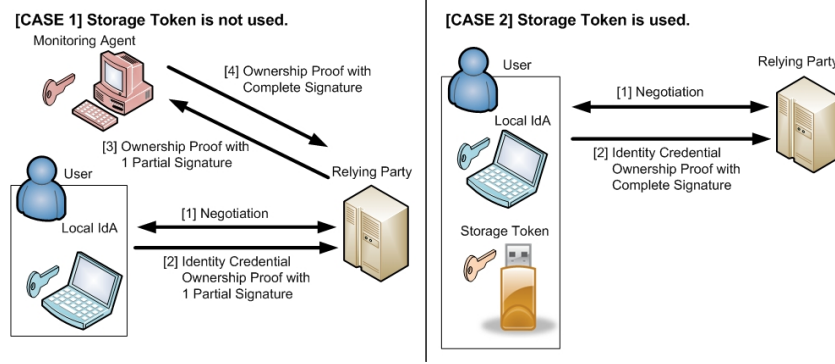 [CASE 1] Storage Token is not used.
Monitoring Agent
[4] Ownership Proof with
Complete Signature
[3] Ownership Proof with
1 Partial Signature
Relying Party
User
[1] Negotiation
Local IdA
[2] Identity Credential
Ownership Proof with
1 Partial Signature
[CASE 2] Storage Token is used.
User
Relying Party
[1] Negotiation
Local IdA
[2] Identity Credential
Ownership Proof with
Complete Signature
Storage Token